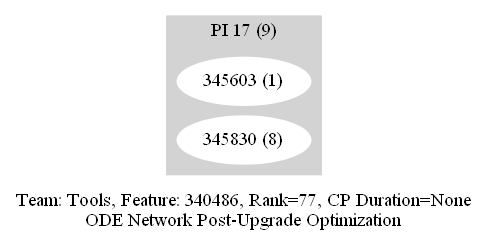 PI 17 (9)
345603 (1)
345830 (8)
Team: Tools, Feature: 340486, Rank=77, CP Duration=None
ODE Network Post-Upgrade Optimization